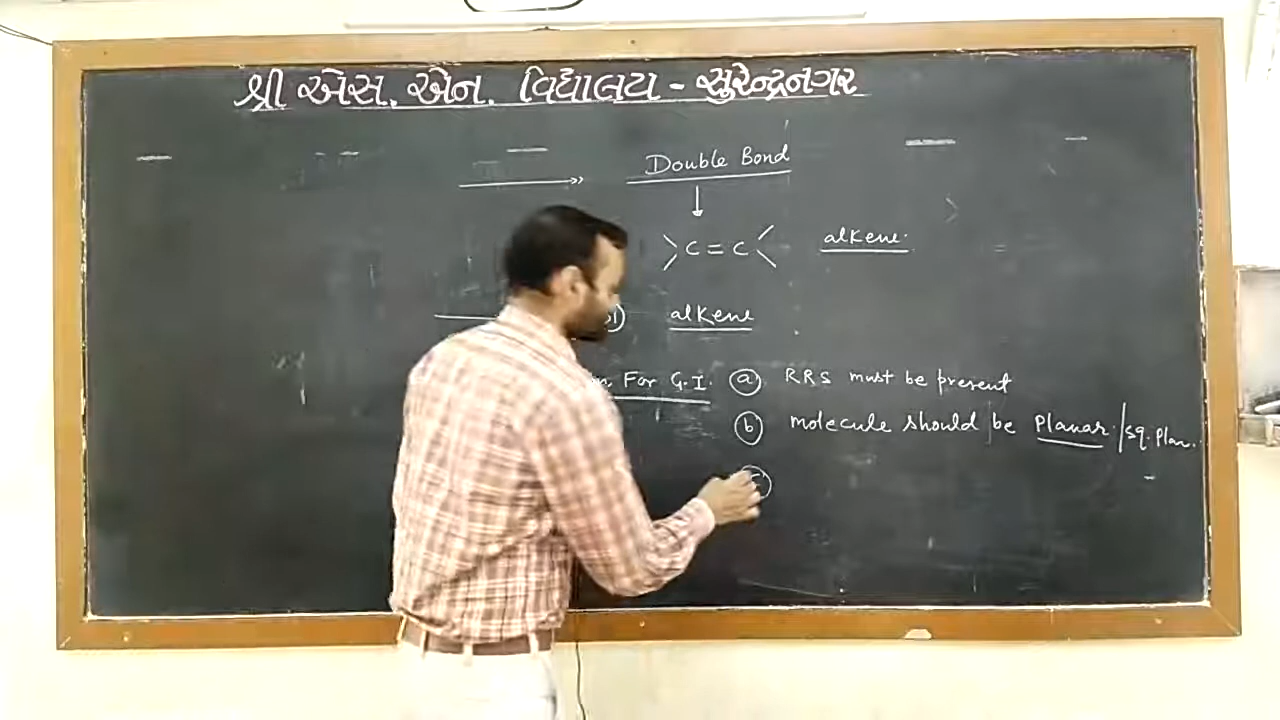 શ્રી એસ. એન. વિદ્યાલય - સુરેન્દ્રનગર
Double Bond
C = C alkene.
alkene
For G.I. (a) RRS must be present
(b) molecule should be Planar/sq. Plan.
(c)